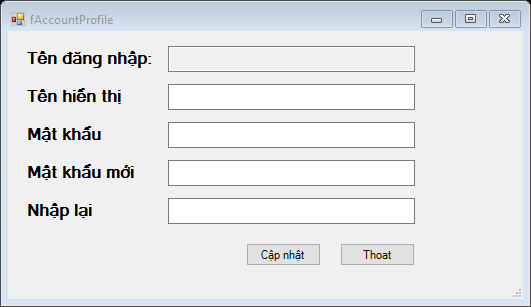 fAccountProfile
Tên đăng nhập:
Tên hiển thị
Mật khẩu
Mật khẩu mới
Nhập lại
Cập nhật Thoat